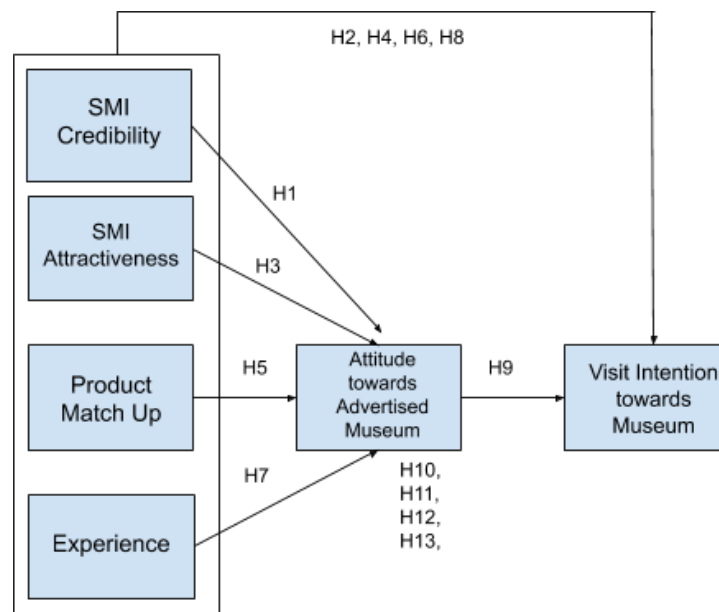 H2, H4, H6, H8
SMI
Credibility
H1
SMI
Attractiveness
H3
Product
Match Up
H5
Attitude
towards
Advertised
Museum
H9
Visit Intention
towards
Museum
H7
H10,
H11,
H12,
H13,
Experience